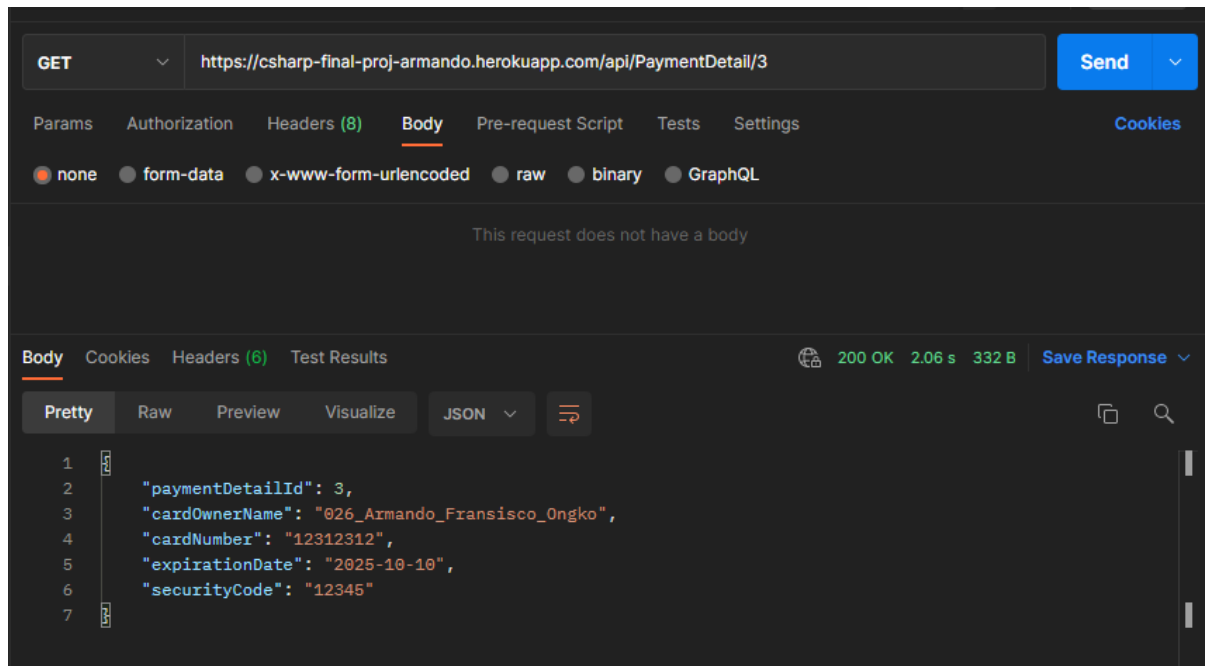 GET https://csharp-final-proj-armando.herokuapp.com/api/PaymentDetail/3 Send
Params Authorization Headers (8) Body Pre-request Script Tests Settings Cookies
none form-data x-www-form-urlencoded raw binary GraphQL
This request does not have a body
Body Cookies Headers (6) Test Results 200 OK 2.06 s 332 B Save Response
Pretty Raw Preview Visualize JSON
1 {
2 "paymentDetailId": 3,
3 "cardOwnerName": "026_Armando_Fransisco_Ongko",
4 "cardNumber": "12312312",
5 "expirationDate": "2025-10-10",
6 "securityCode": "12345"
7 }